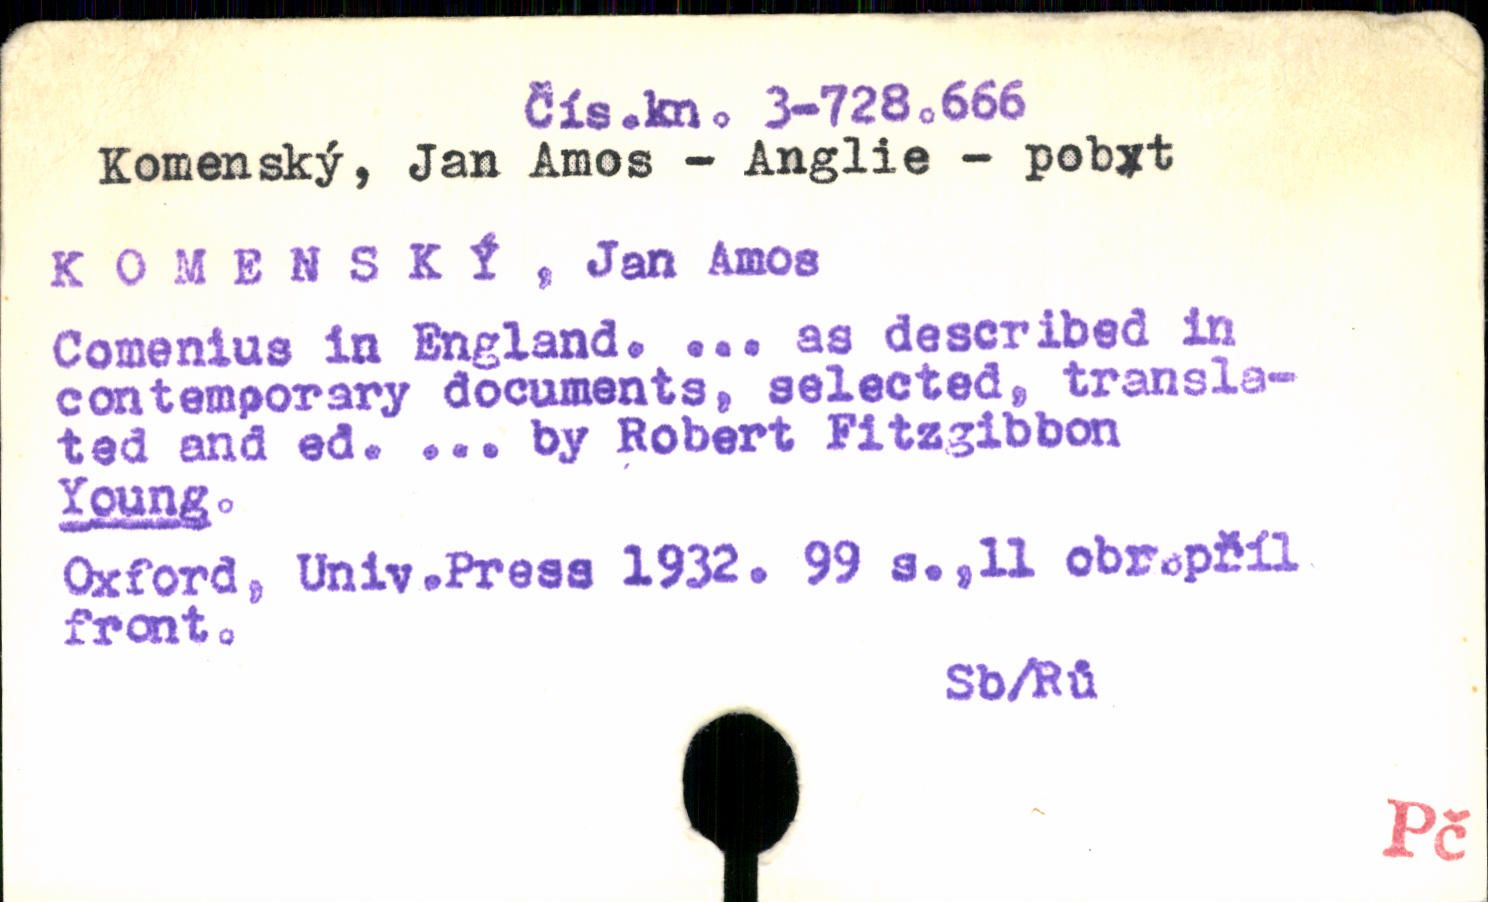 Čís.kn. 3-728.666
Komenský, Jan Amos - Anglie - pobyt
K O M E N S K Ý , Jan Amos
Comenius in England. ... as described in
contemporary documents, selected, transla-
ted and ed. ... by Robert Fitzgibbon
Young.
Oxford, Univ.Press 1932. 99 s.,11 obr.příl
front.
Sb/Rů
Pč